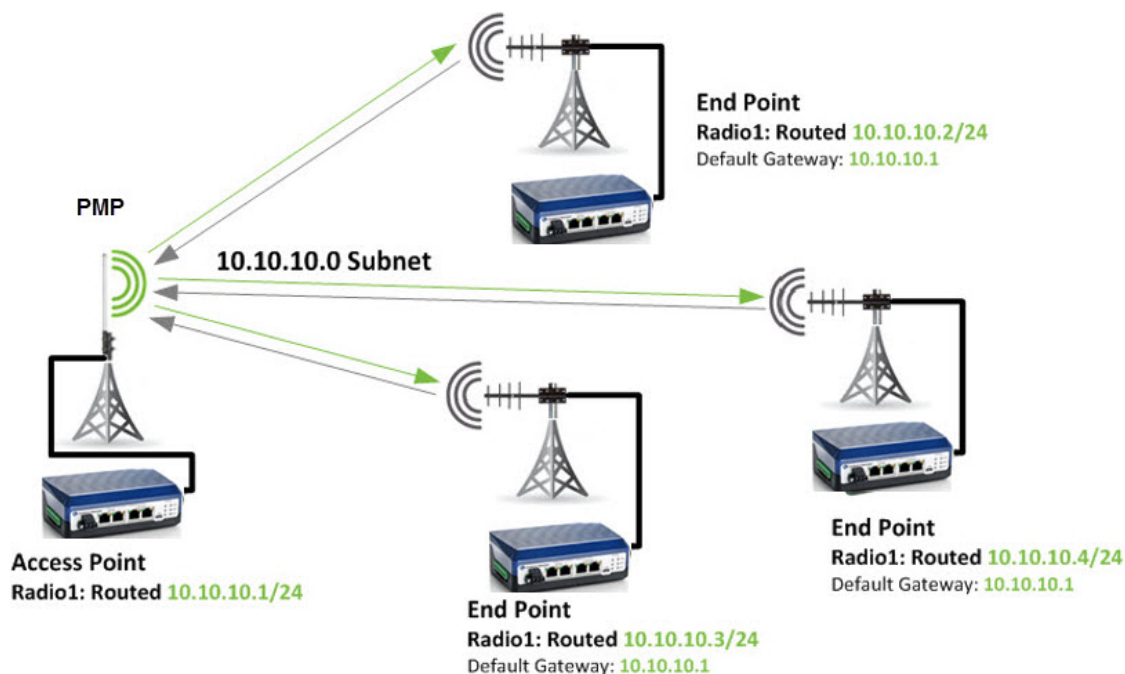 End Point
Radio1: Routed 10.10.10.2/24
Default Gateway: 10.10.10.1
PMP
10.10.10.0 Subnet
Access Point
Radio1: Routed 10.10.10.1/24
End Point
Radio1: Routed 10.10.10.3/24
Default Gateway: 10.10.10.1
End Point
Radio1: Routed 10.10.10.4/24
Default Gateway: 10.10.10.1